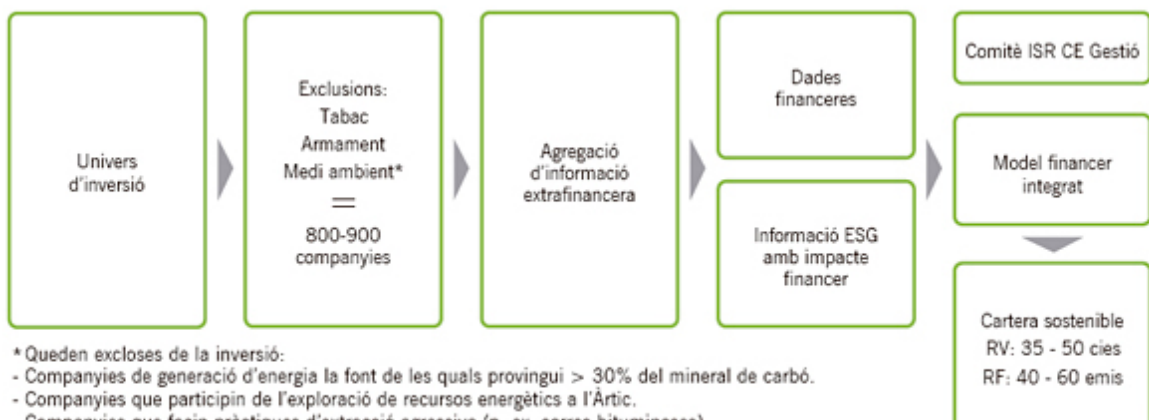 Univers
d'inversió
Exclusions:
Tabac
Armament
Medi ambient*
=
800-900
companyies
Agregació
d'informació
extrafinancera
Dades
financeres
Informació ESG
amb impacte
financer
Comitè ISR CE Gestió
Model financer
integrat
Cartera sostenible
RV: 35 - 50 cies
RF: 40 - 60 emis
* Queden excloses de la inversió:
- Companyies de generació d'energia la font de les quals provingui > 30% del mineral de carbó.
- Companyies que participin de l'exploració de recursos energètics a l'Àrtic.